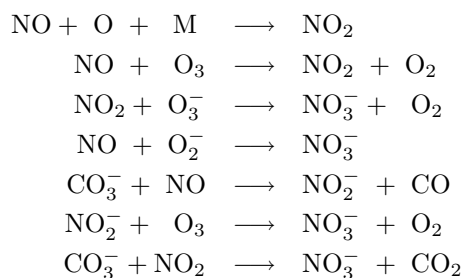 NO + O + M ⟶ NO₂
NO + O₃ ⟶ NO₂ + O₂
NO₂ + O₃⁻ ⟶ NO₃⁻ + O₂
NO + O₂⁻ ⟶ NO₃⁻
CO₃⁻ + NO ⟶ NO₂⁻ + CO
NO₂⁻ + O₃ ⟶ NO₃⁻ + O₂
CO₃⁻ + NO₂ ⟶ NO₃⁻ + CO₂